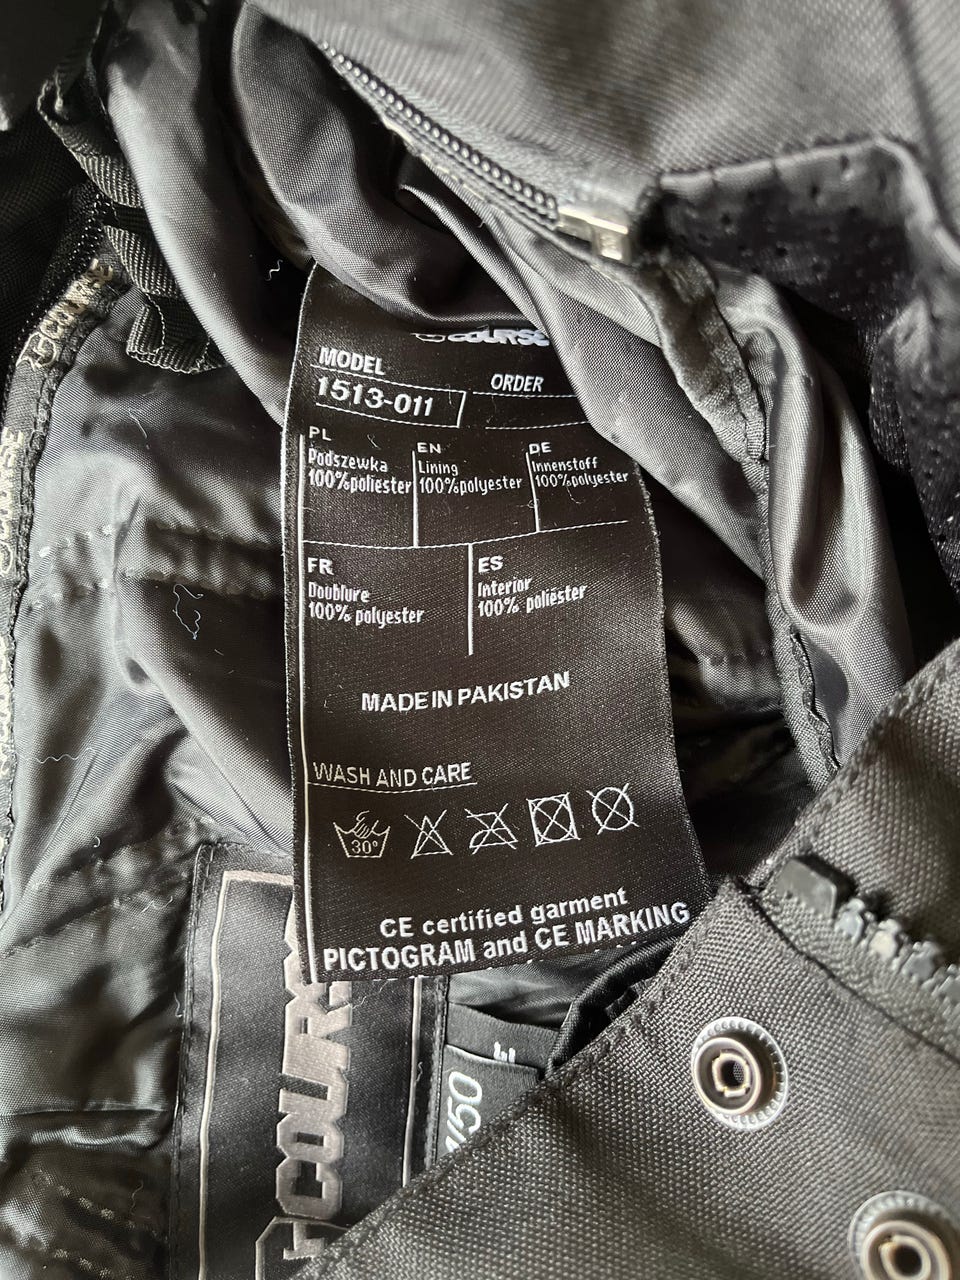 COURSE
MODEL
ORDER
1513-011
PL
Podszewka
100%poliester
EN
Lining
100%polyester
DE
Innenstoff
100%polyester
FR
Doublure
100% polyester
ES
Interior
100% poliëster
MADE IN PAKISTAN
WASH AND CARE
30°
CE certified garment
PICTOGRAM and CE MARKING
COURSE
/50